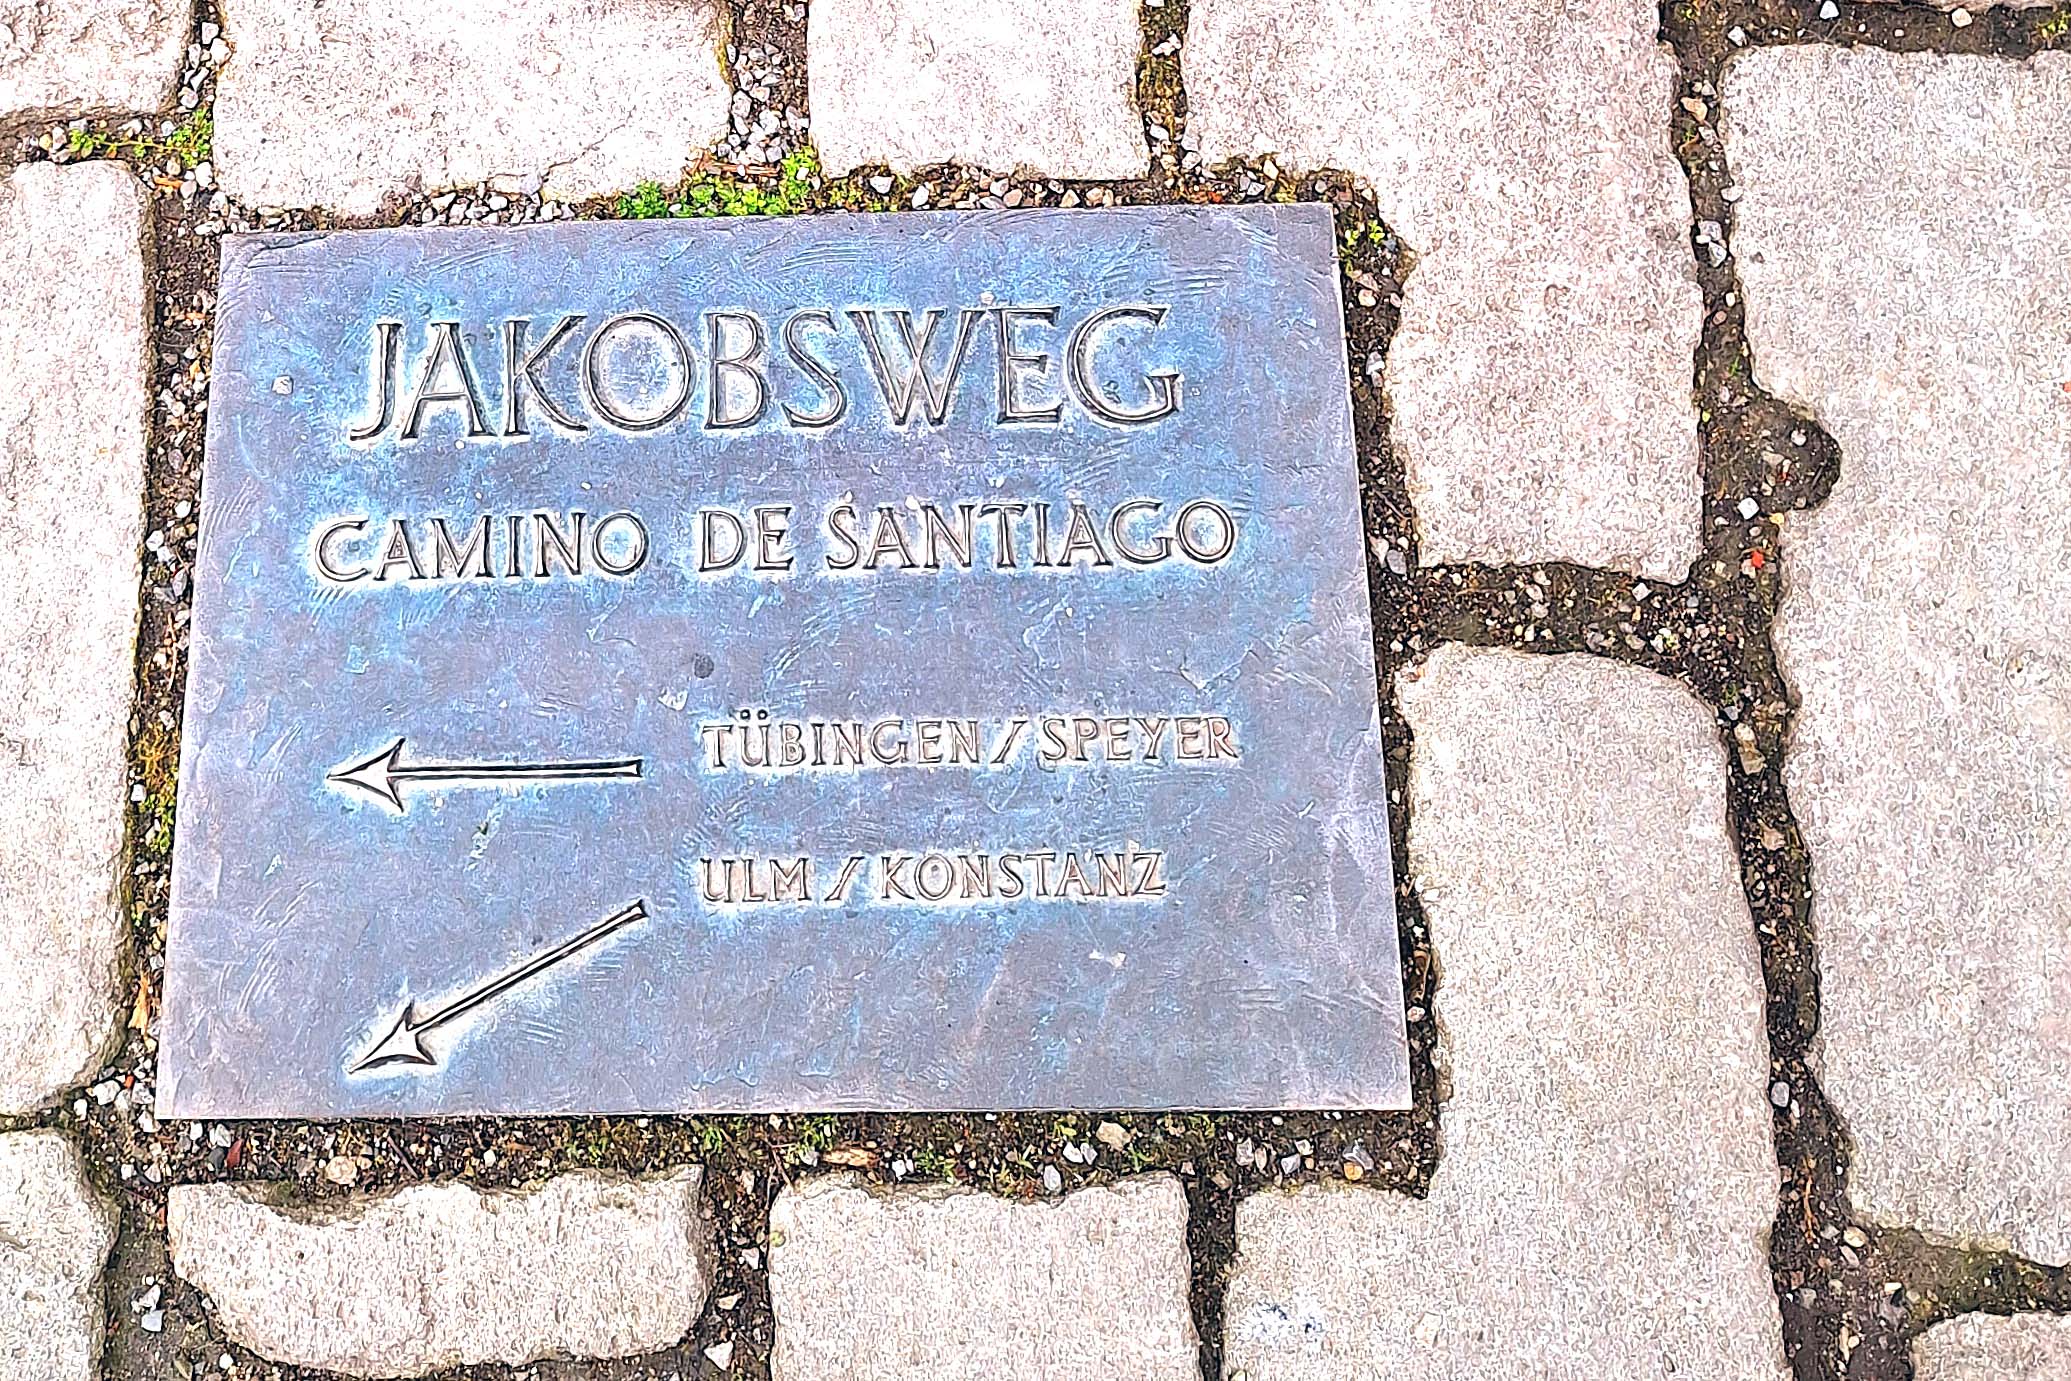 JAKOBSWEG
CAMINO DE SANTIAGO
TÜBINGEN / SPEYER
ULM / KONSTANZ